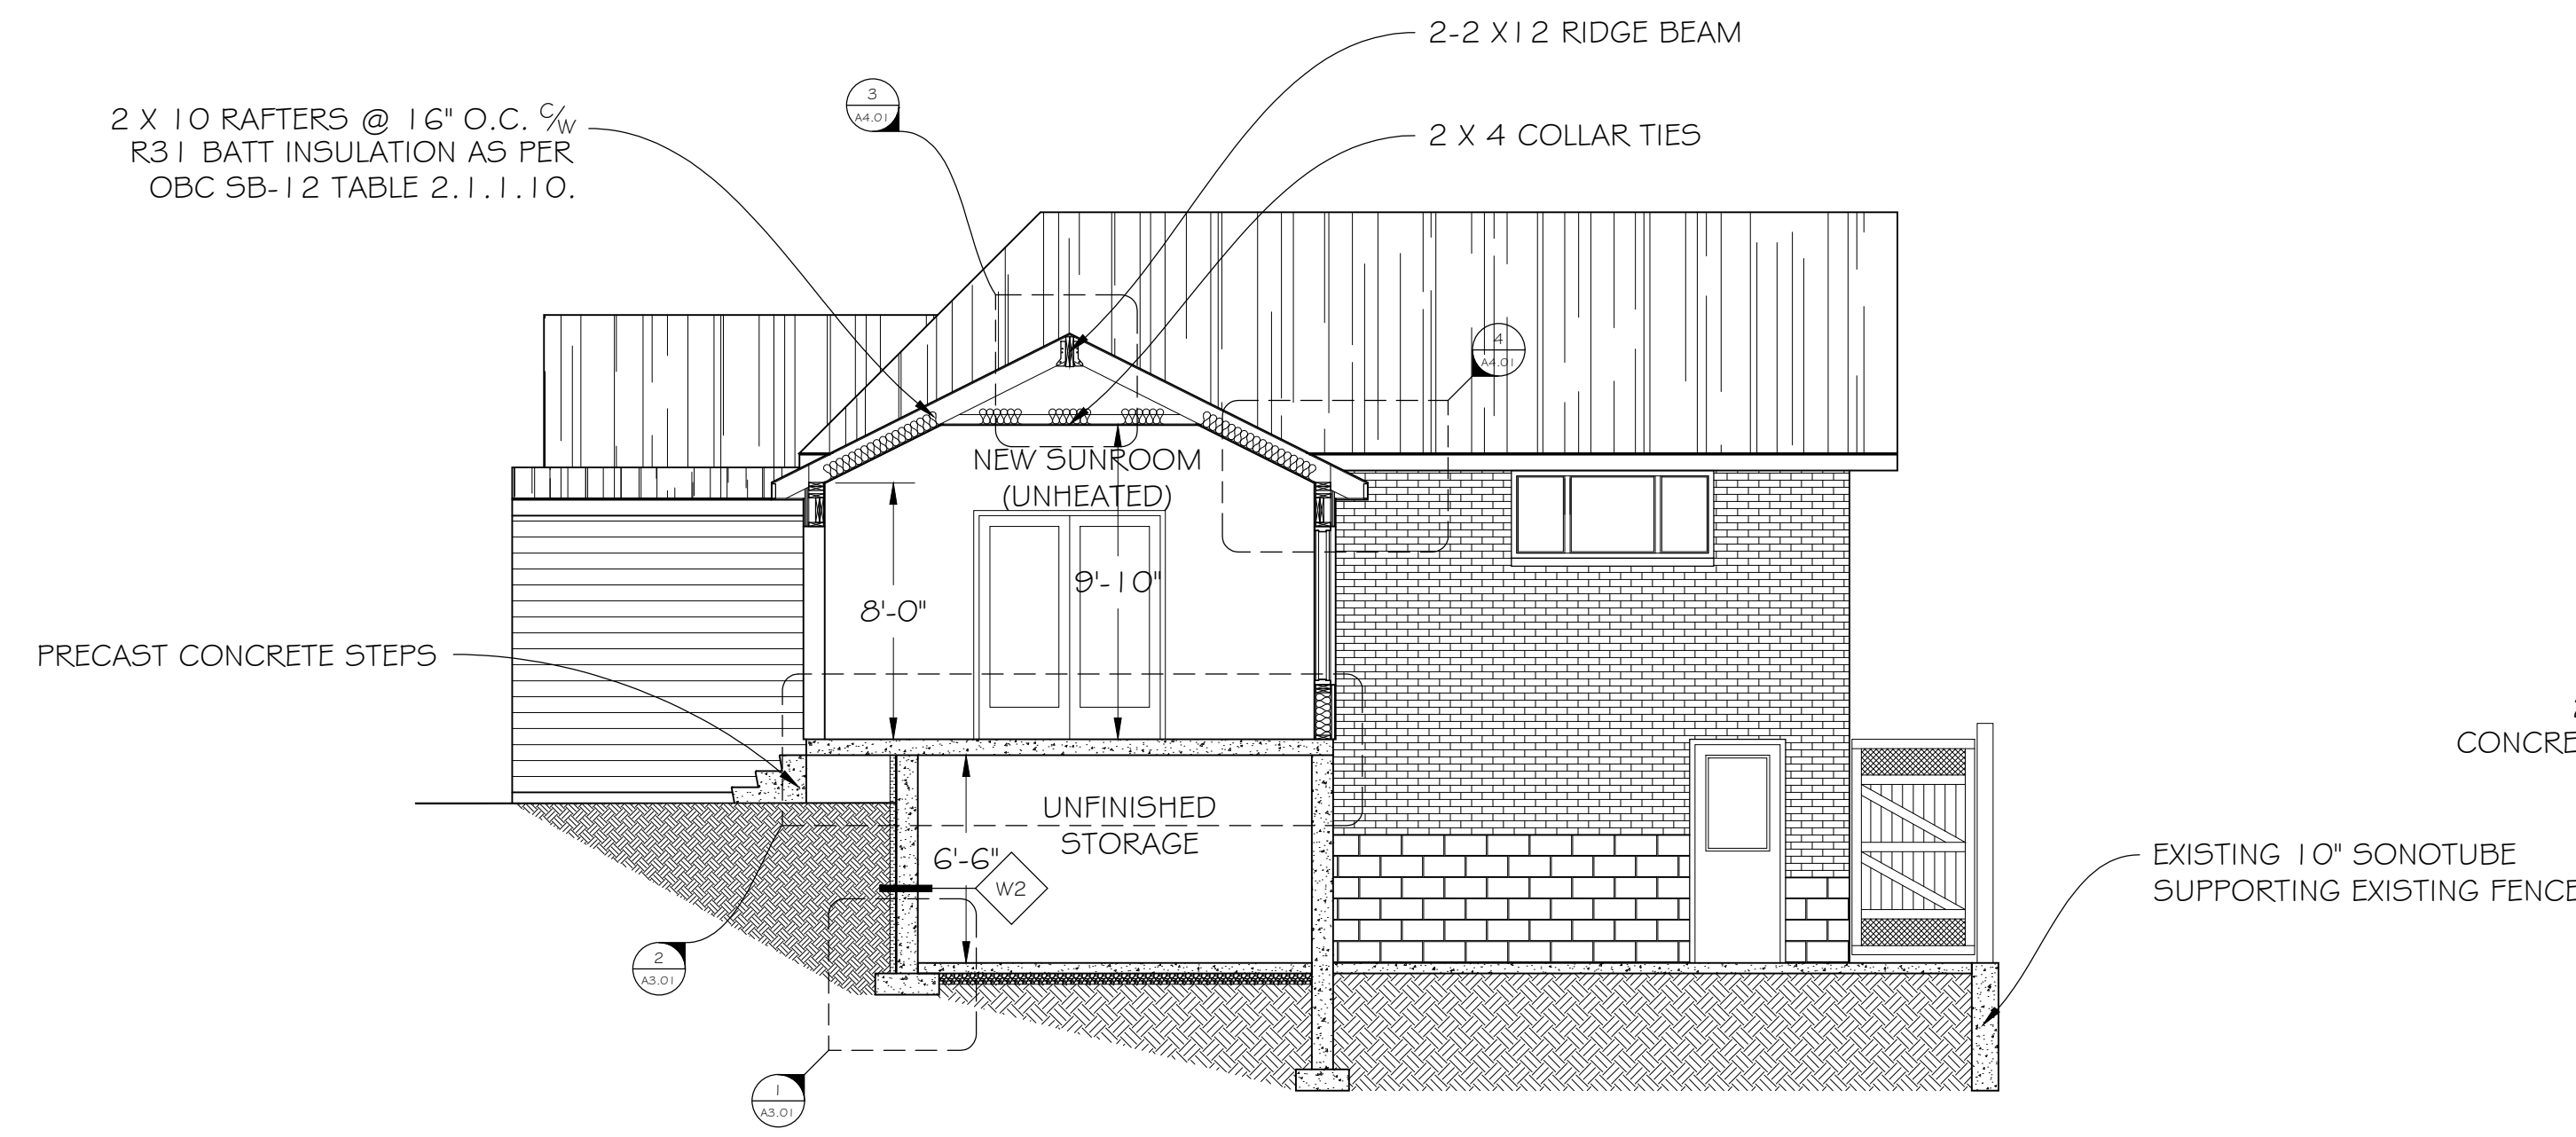 2-2 X12 RIDGE BEAM
3
A4.01
2 X 10 RAFTERS @ 16" O.C. C/W
R31 BATT INSULATION AS PER
OBC SB-12 TABLE 2.1.1.10.
2 X 4 COLLAR TIES
4
A4.01
NEW SUNROOM
(UNHEATED)
9'-10"
8'-0"
PRECAST CONCRETE STEPS
CONCRE
UNFINISHED
STORAGE
6'-6"
W2
EXISTING 10" SONOTUBE
SUPPORTING EXISTING FENCE
2
A3.01
1
A3.01